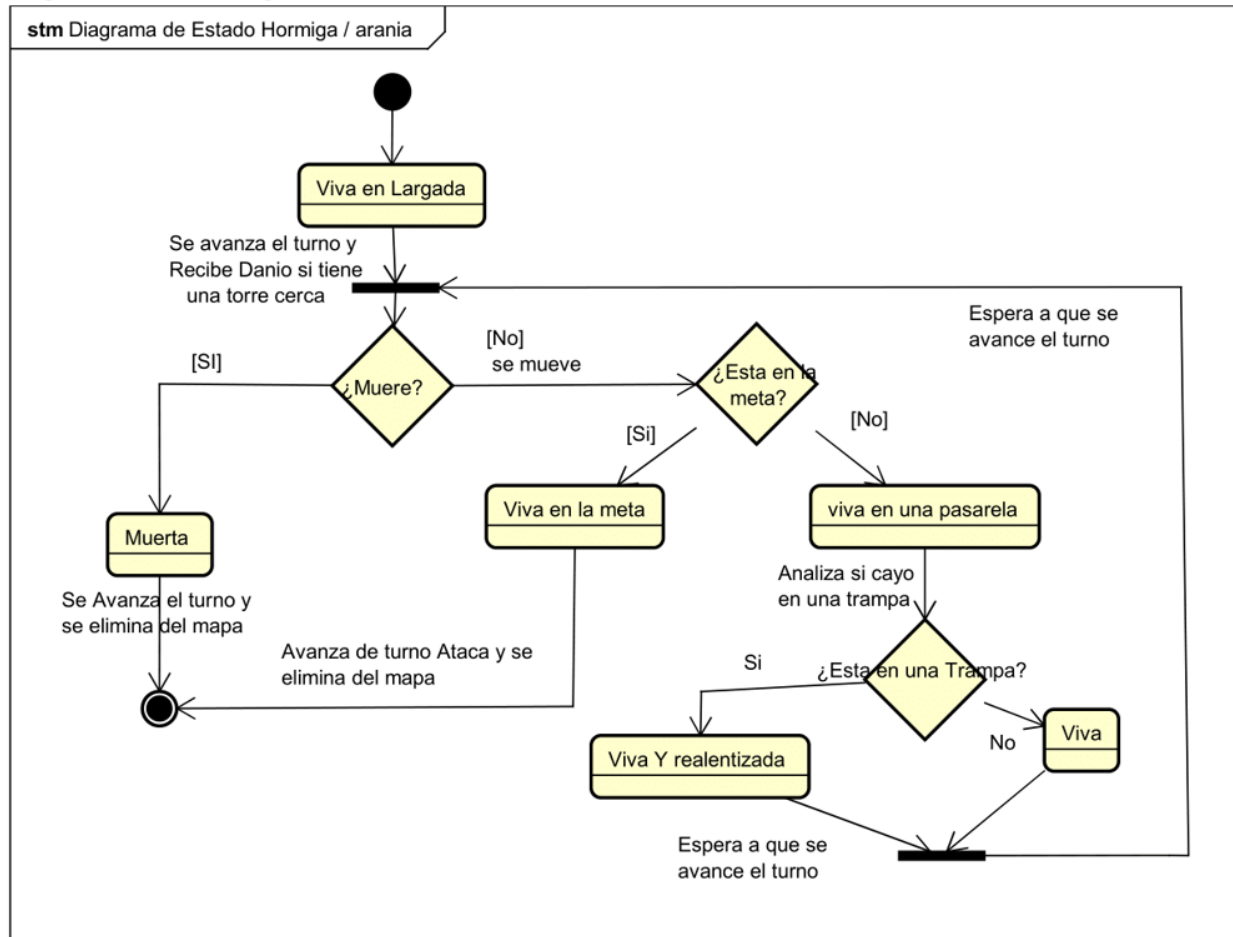 stm Diagrama de Estado Hormiga / arania
Viva en Largada
Se avanza el turno y
Recibe Danio si tiene
una torre cerca
Espera a que se
avance el turno
[SI]
¿Muere?
[No]
se mueve
¿Esta en la
meta?
[Si]
[No]
Viva en la meta
viva en una pasarela
Muerta
Analiza si cayo
en una trampa
Se Avanza el turno y
se elimina del mapa
Avanza de turno Ataca y se
elimina del mapa
Si
¿Esta en una Trampa?
No
Viva
Viva Y realentizada
Espera a que se
avance el turno